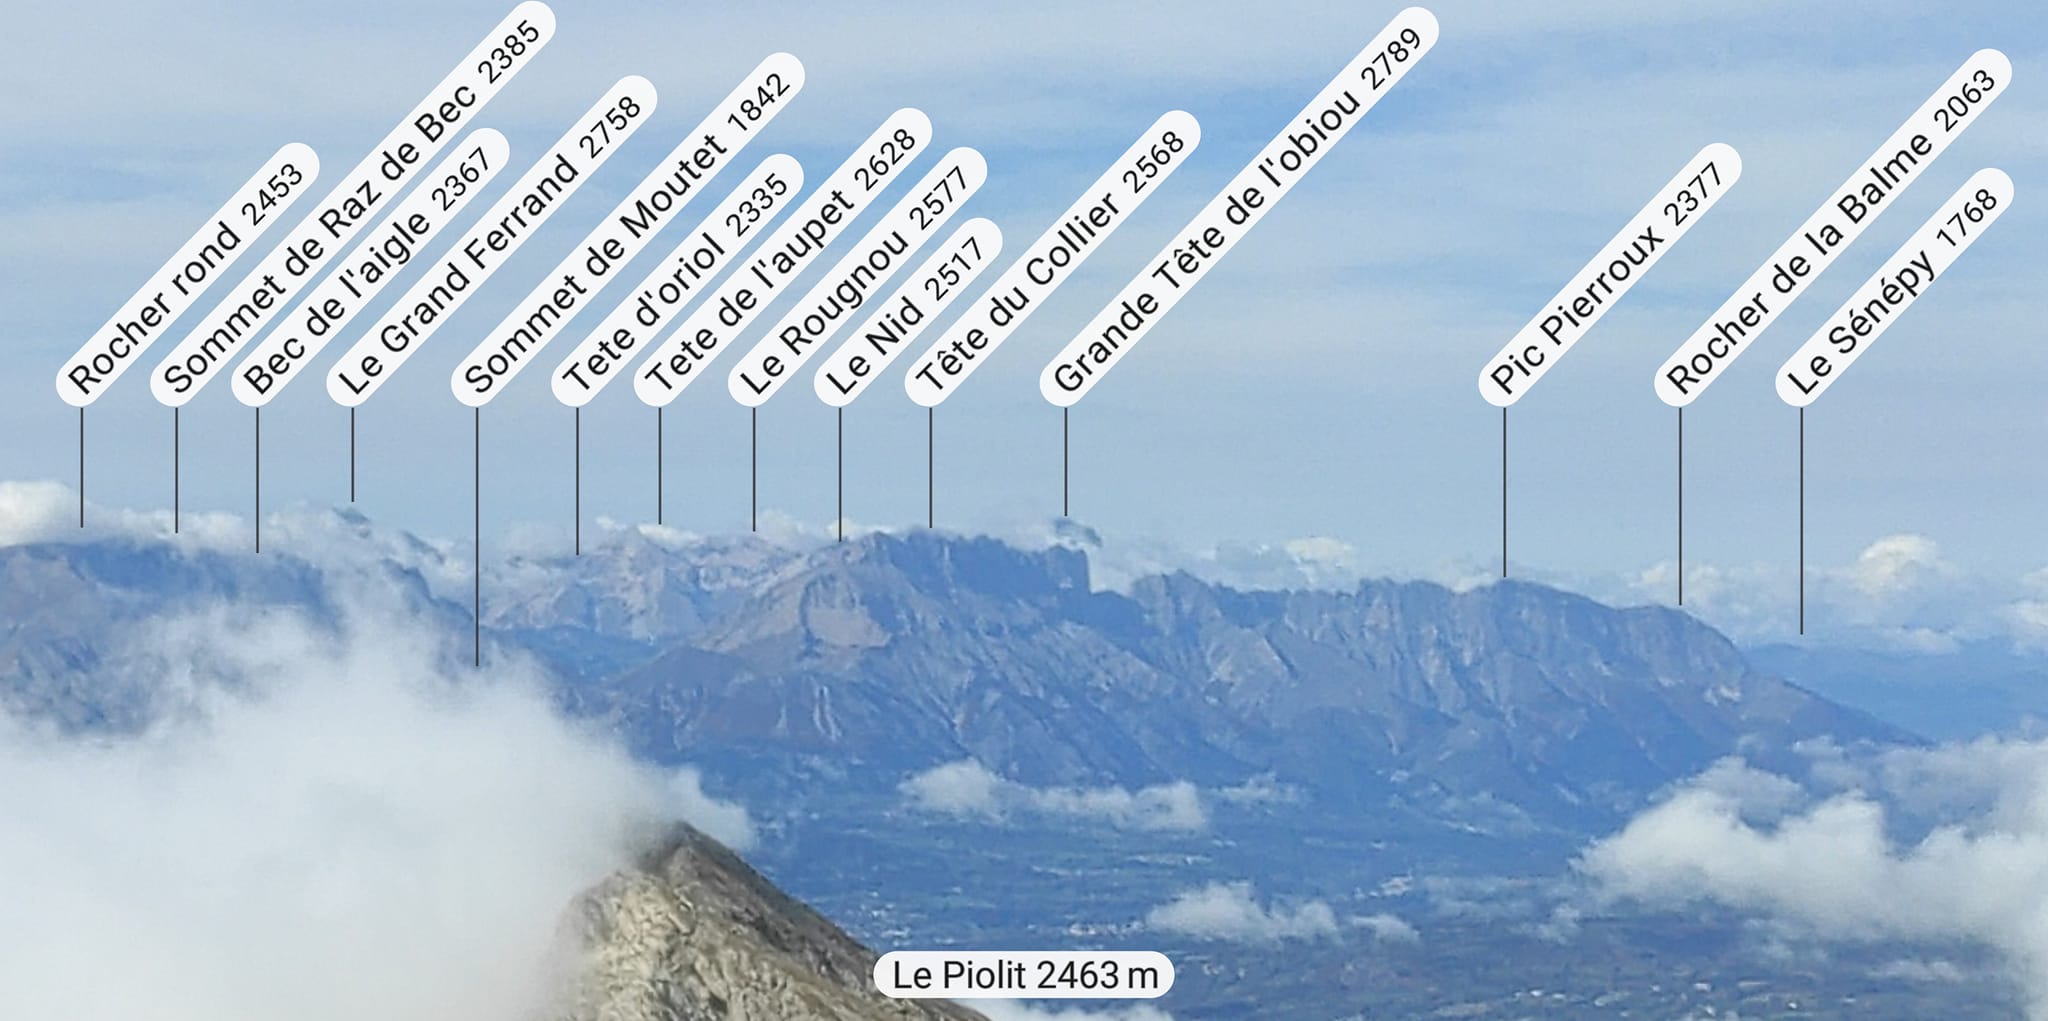 Rocher rond 2453
Sommet de Raz de Bec 2385
Bec de l'aigle 2367
Le Grand Ferrand 2758
Sommet de Moutet 1842
Tete d'oriol 2335
Tete de l'aupet 2628
Le Rougnou 2577
Le Nid 2517
Tête du Collier 2568
Grande Tête de l'obiou 2789
Pic Pierroux 2377
Rocher de la Balme 2063
Le Sénépy 1768
Le Piolit 2463 m